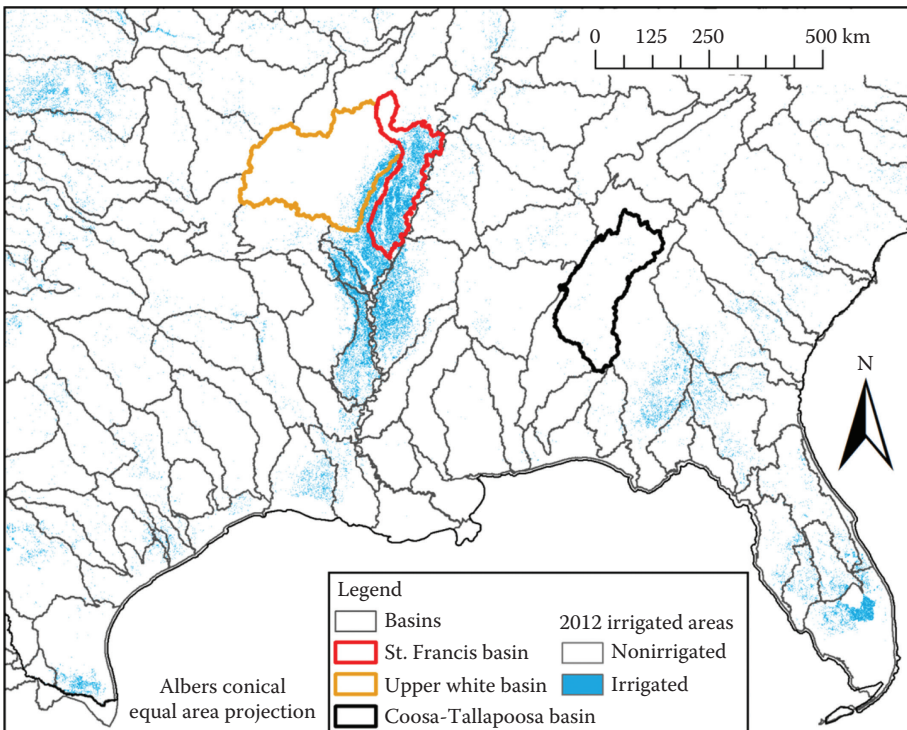 0 125 250 500 km
N
Legend
Basins
St. Francis basin
Upper white basin
Coosa-Tallapoosa basin
2012 irrigated areas
Nonirrigated
Irrigated
Albers conical
equal area projection